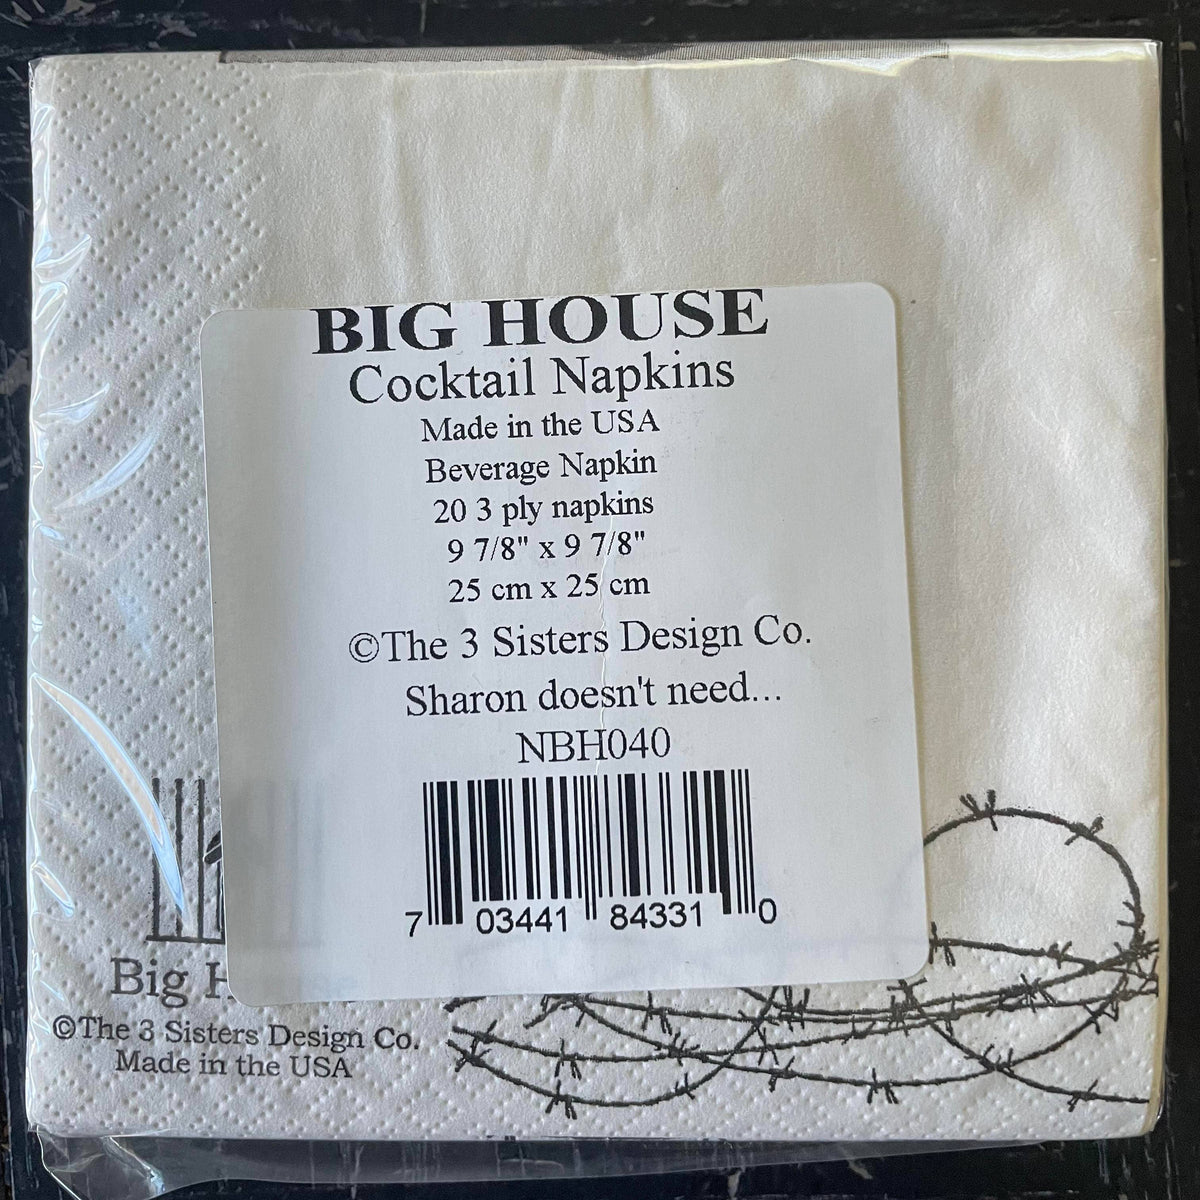 BIG HOUSE
Cocktail Napkins
Made in the USA
Beverage Napkin
20 3 ply napkins
9 7/8" x 9 7/8"
25 cm x 25 cm
©The 3 Sisters Design Co.
Sharon doesn't need...
NBH040
7 03441 84331 0
Big H
©The 3 Sisters Design Co.
Made in the USA